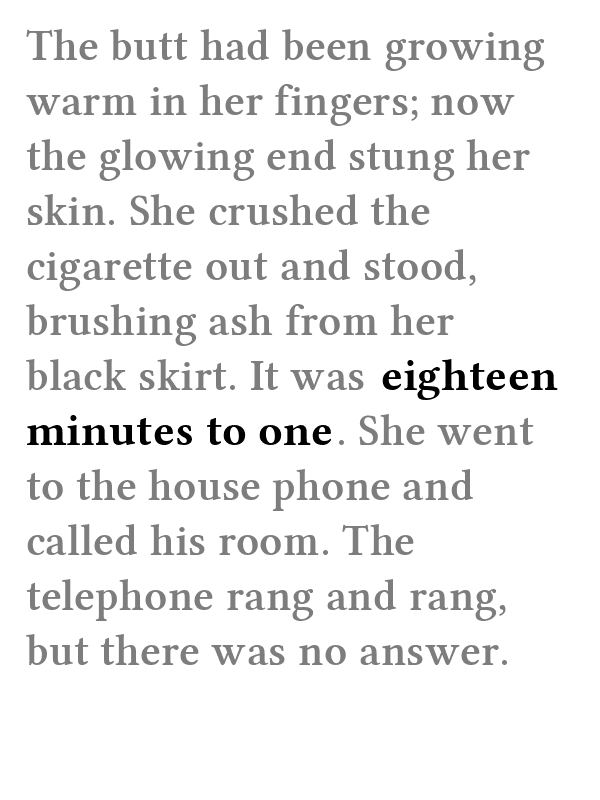 The butt had been growing
warm in her fingers; now
the glowing end stung her
skin. She crushed the
cigarette out and stood,
brushing ash from her
black skirt. It was eighteen
minutes to one. She went
to the house phone and
called his room. The
telephone rang and rang,
but there was no answer.